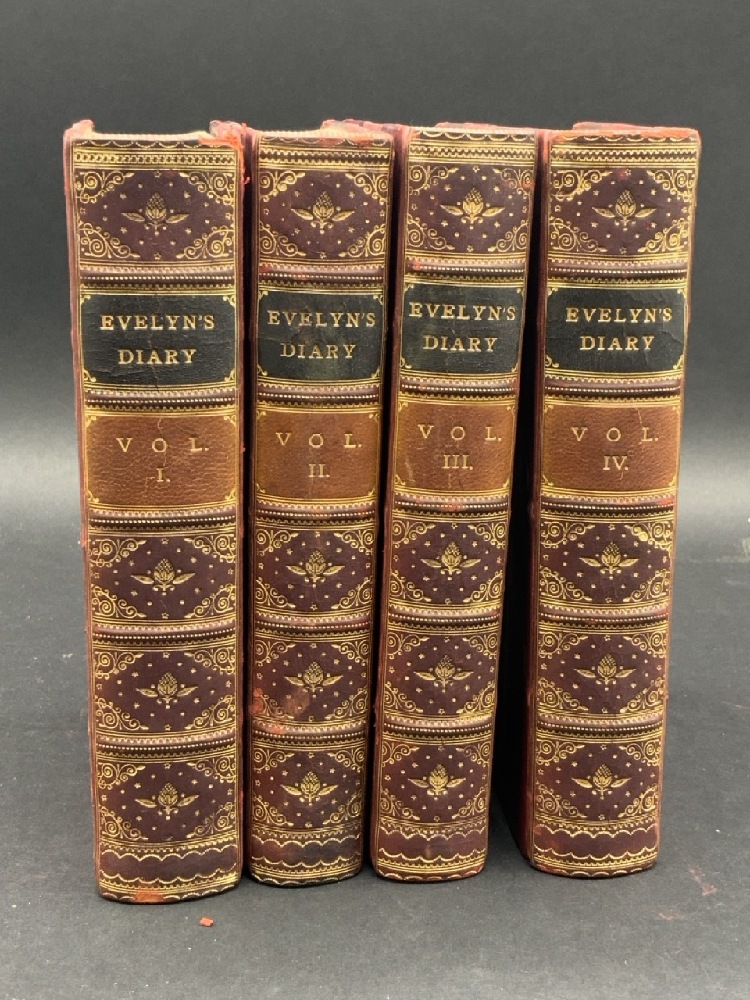 EVELYN'S
DIARY
VOL.
I.
EVELYN'S
DIARY
VOL.
II.
EVELYN'S
DIARY
VOL.
III.
EVELYN'S
DIARY
VOL.
IV.